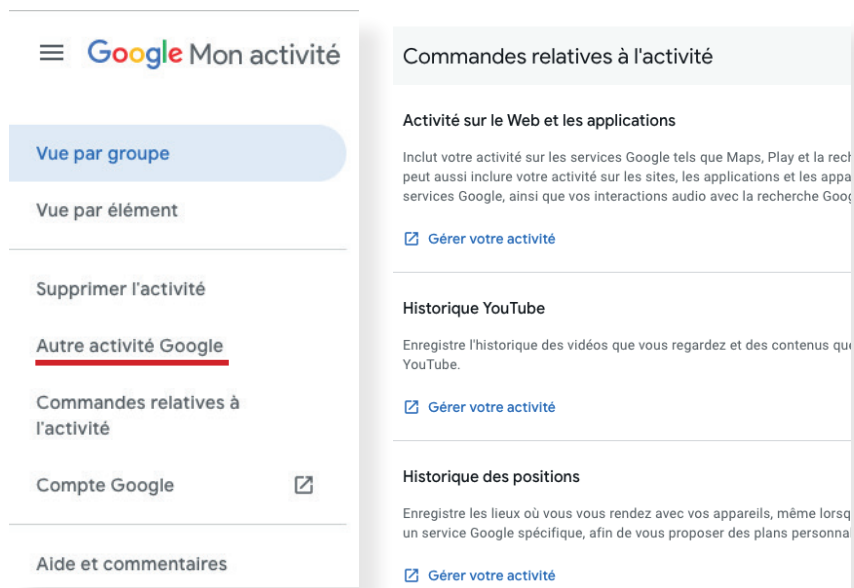 Google Mon activité
Vue par groupe
Vue par élément
Supprimer l'activité
Autre activité Google
Commandes relatives à
l'activité
Compte Google
Aide et commentaires
Commandes relatives à l'activité
Activité sur le Web et les applications
Inclut votre activité sur les services Google tels que Maps, Play et la
peut aussi inclure votre activité sur les sites, les applications et les
services Google, ainsi que vos interactions audio avec la recherche
Gérer votre activité
Historique YouTube
Enregistre l'historique des vidéos que vous regardez et des contenus
YouTube.
Gérer votre activité
Historique des positions
Enregistre les lieux où vous vous rendez avec vos appareils, même
un service Google spécifique, afin de vous proposer des plans
Gérer votre activité